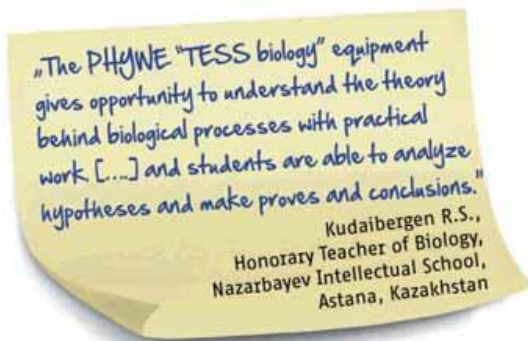 „The PHYWE "TESS biology" equipment
gives opportunity to understand the theory
behind biological processes with practical
work [....] and students are able to analyze
hypotheses and make proves and conclusions."
Kudaibergen R.S.,
Honorary Teacher of Biology,
Nazarbayev Intellectual School,
Astana, Kazakhstan